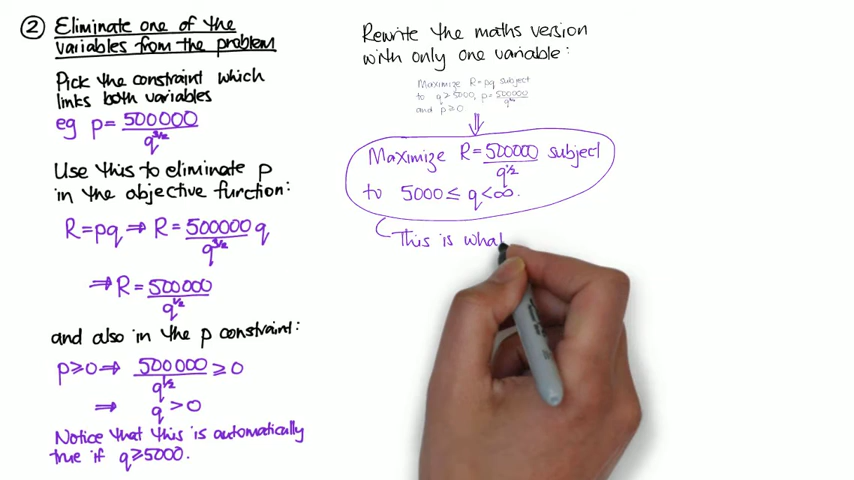 ② Eliminate one of the
variables from the problem
Pick the constraint which
links both variables
eg p = 500000 / q^3/2
Use this to eliminate p
in the objective function:
R = pq ⇒ R = 500000 / q^3/2 q
⇒ R = 500000 / q^1/2
and also in the p constraint:
p ≥ 0 ⇒ 500000 / q^1/2 ≥ 0
⇒ q > 0
Notice that this is automatically
true if q ≥ 5000.
Rewrite the maths version
with only one variable:
Maximize R = pq subject
to q ≥ 5000, p = 500000 / q^3/2
and p ≥ 0
⇓
Maximize R = 500000 / q^1/2 subject
to 5000 ≤ q < ∞.
This is what